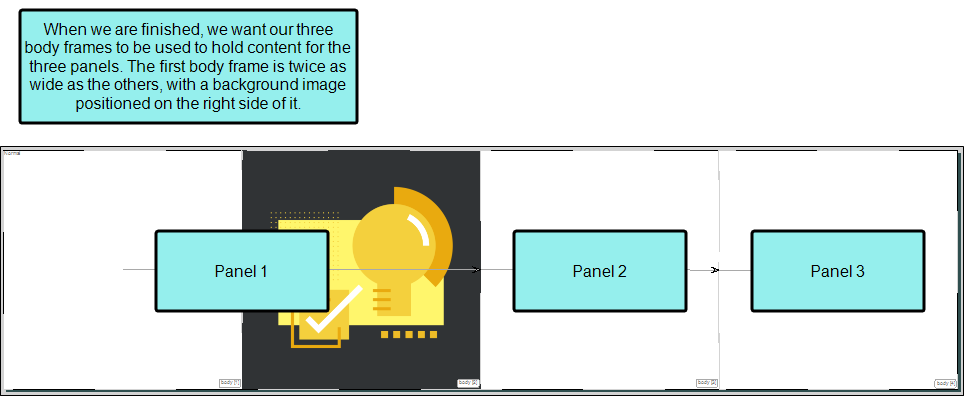 When we are finished, we want our three
body frames to be used to hold content for the
three panels. The first body frame is twice as
wide as the others, with a background image
positioned on the right side of it.
Normal
Panel 1
Panel 2
Panel 3
body [1]
body [2]
body [3]
body [4]